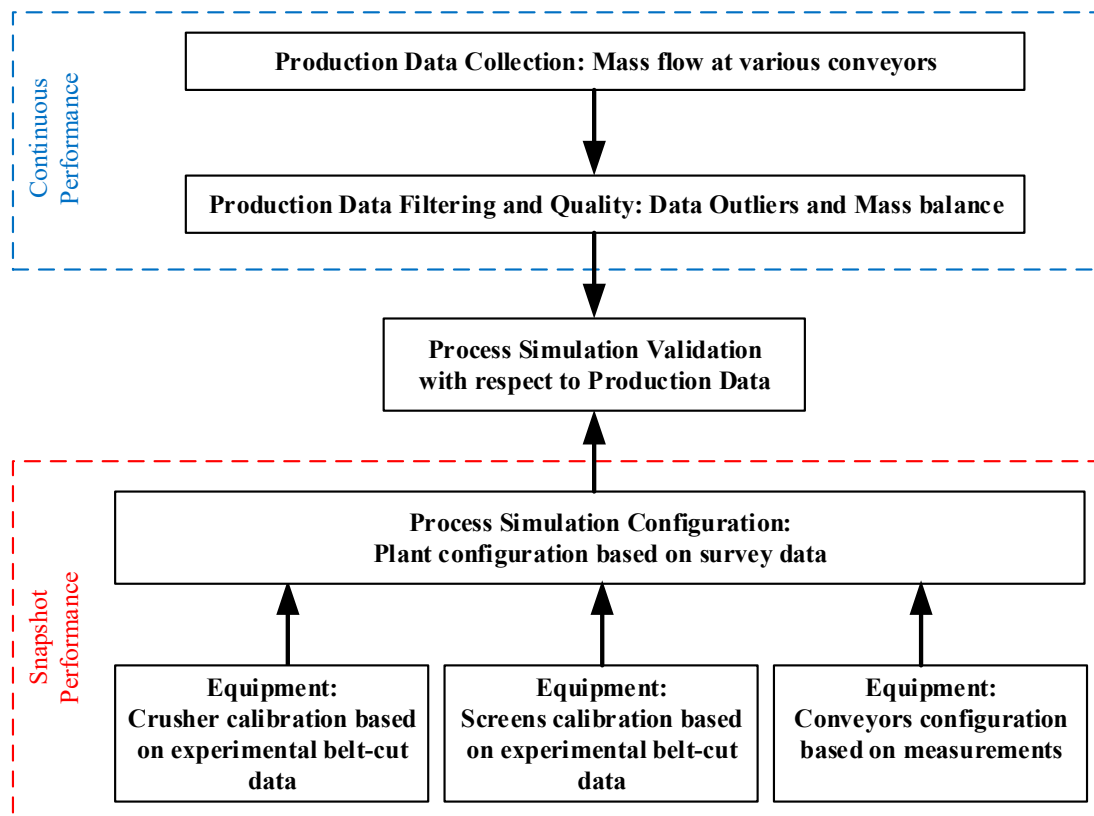 Continuous
Performance
Production Data Collection: Mass flow at various conveyors
Production Data Filtering and Quality: Data Outliers and Mass balance
Process Simulation Validation
with respect to Production Data
Snapshot
Performance
Process Simulation Configuration:
Plant configuration based on survey data
Equipment:
Crusher calibration based
on experimental belt-cut
data
Equipment:
Screens calibration based
on experimental belt-cut
data
Equipment:
Conveyors configuration
based on measurements